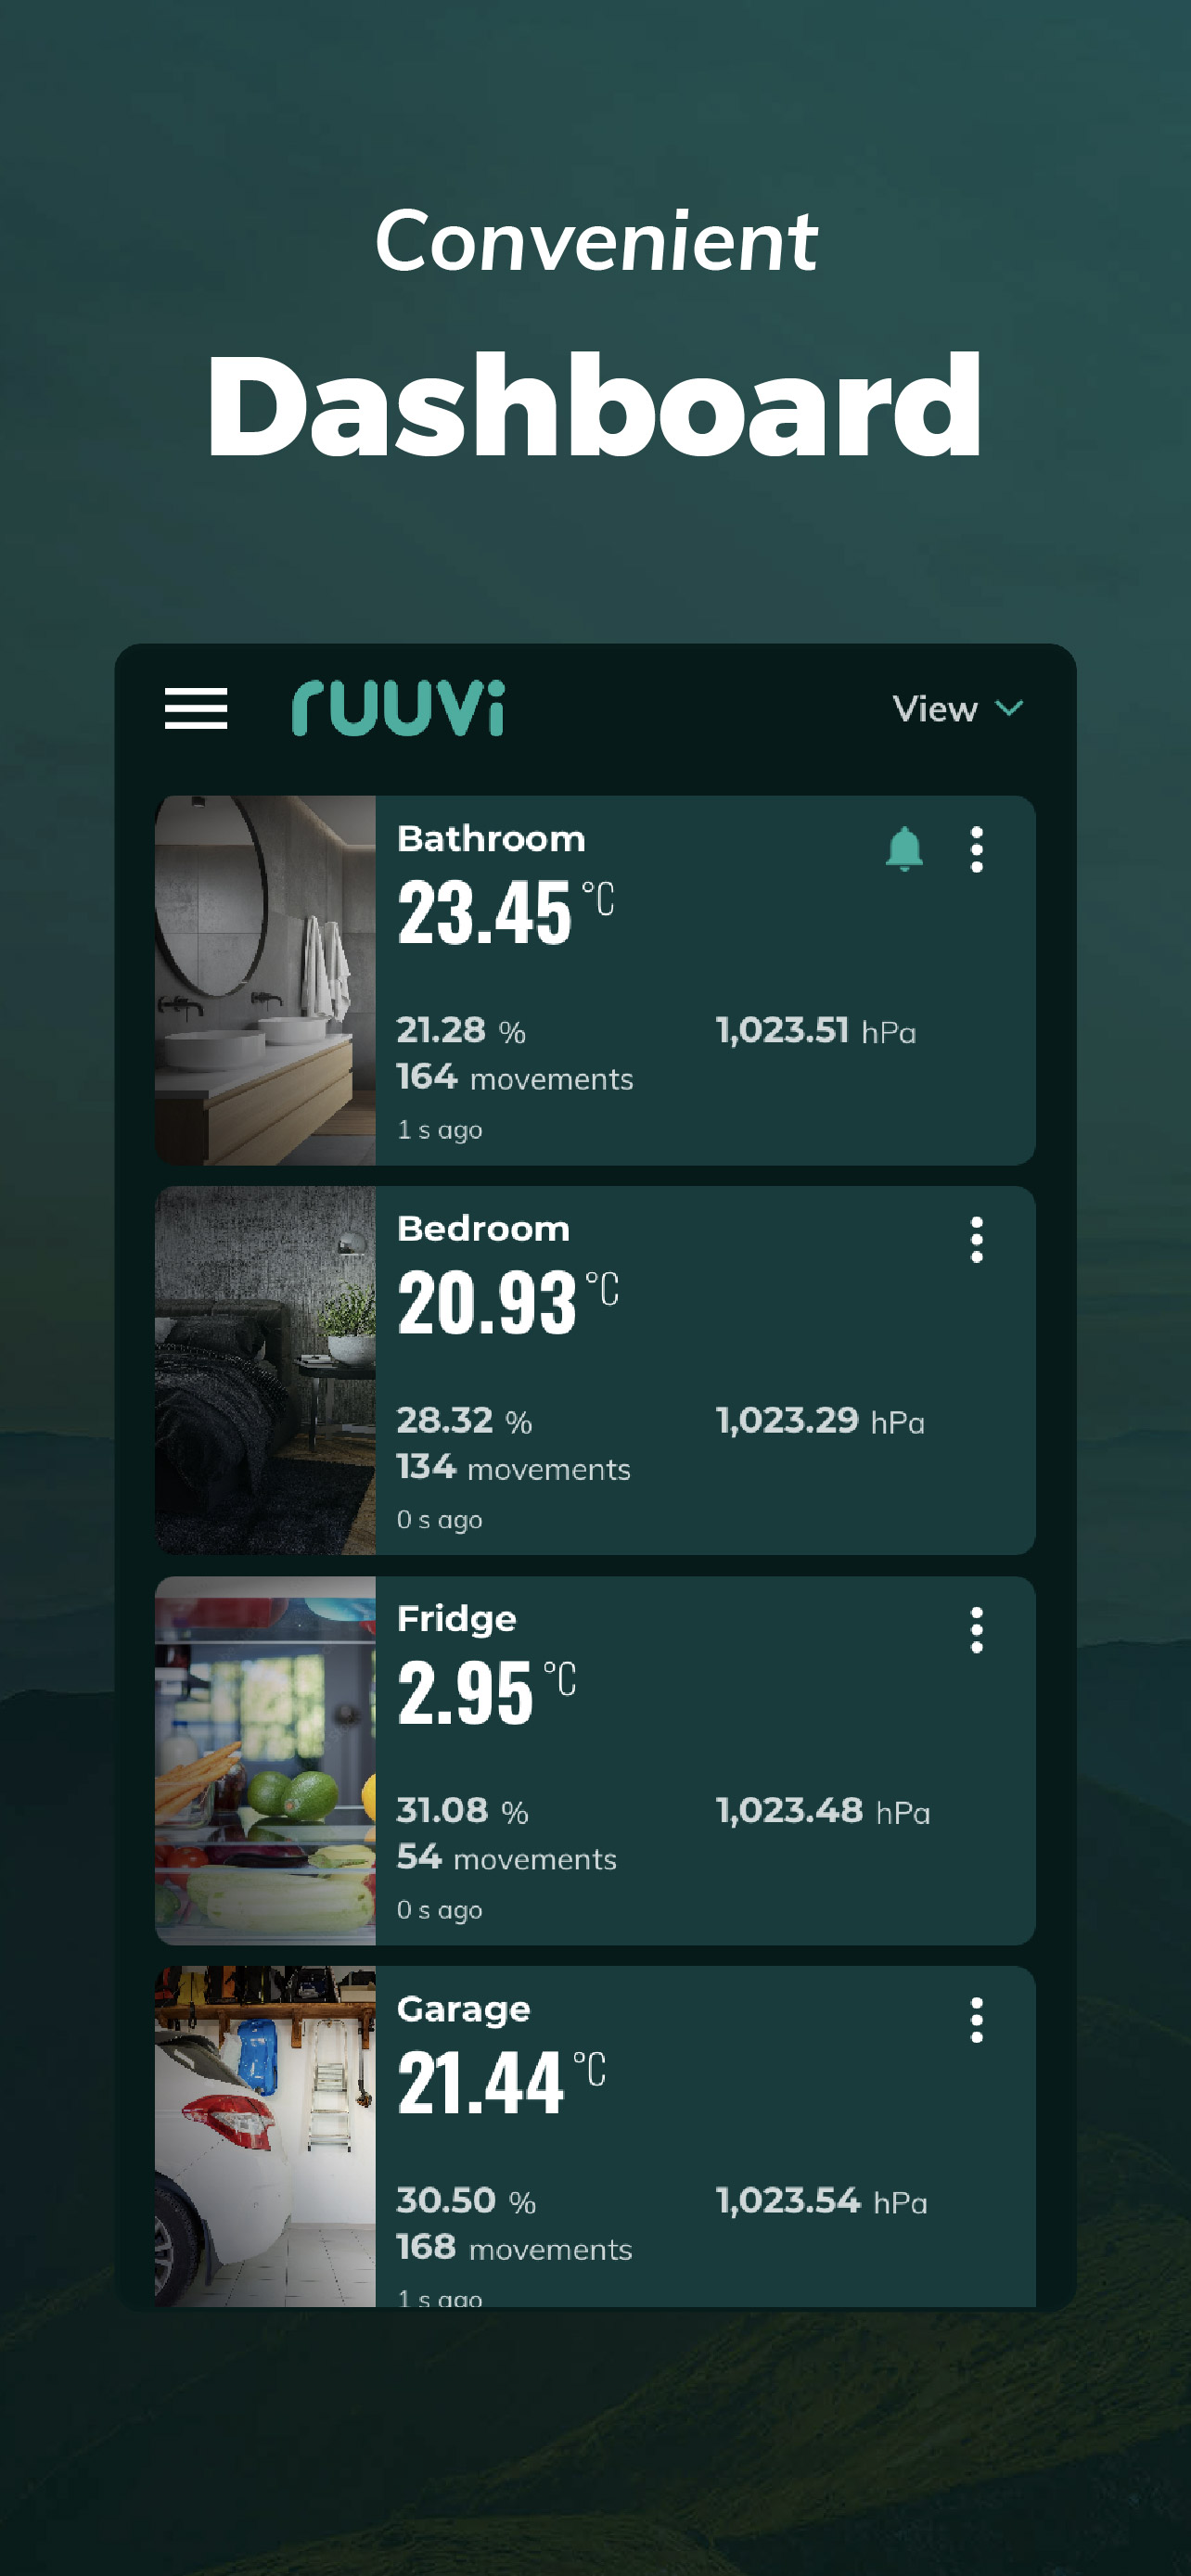 Convenient
Dashboard
ruuvi
View
Bathroom
23.45 °C
21.28 % 1,023.51 hPa
164 movements
1 s ago
Bedroom
20.93 °C
28.32 % 1,023.29 hPa
134 movements
0 s ago
Fridge
2.95 °C
31.08 % 1,023.48 hPa
54 movements
0 s ago
Garage
21.44 °C
30.50 % 1,023.54 hPa
168 movements
1 s ago